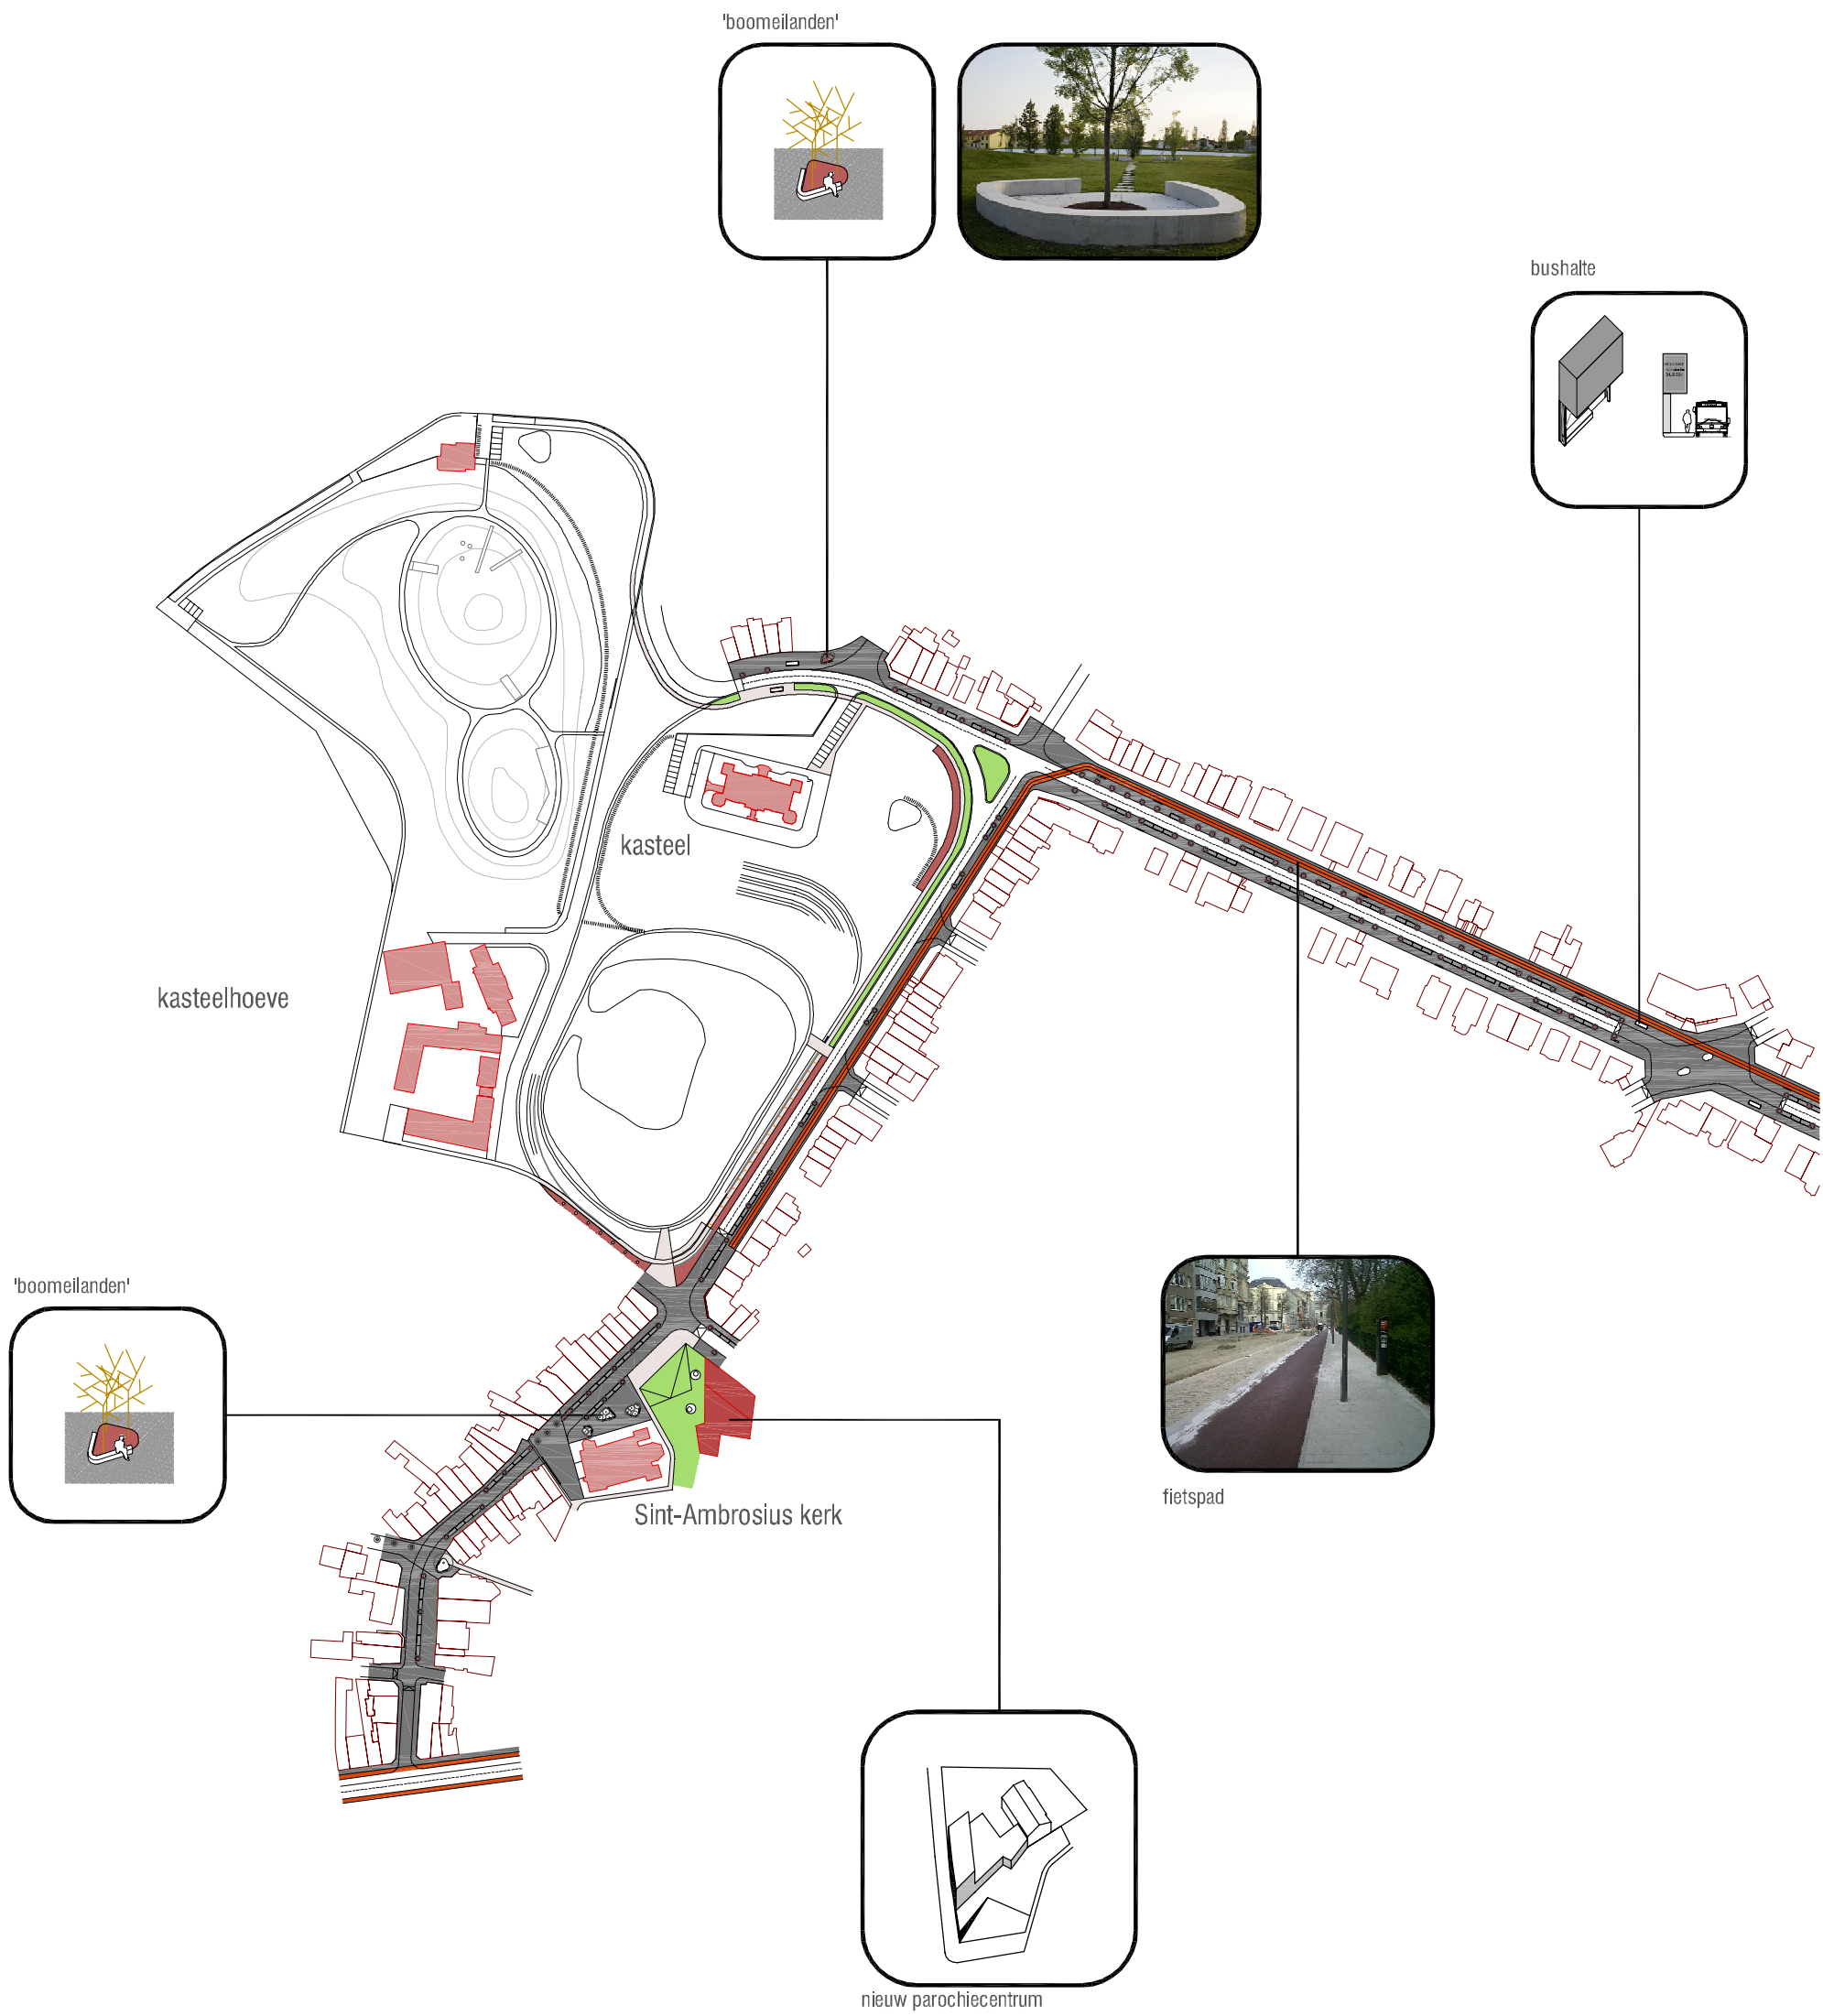 'boomeilanden'
bushalte
kasteel
kasteelhoeve
'boomeilanden'
fietspad
Sint-Ambrosius kerk
nieuw parochiecentrum